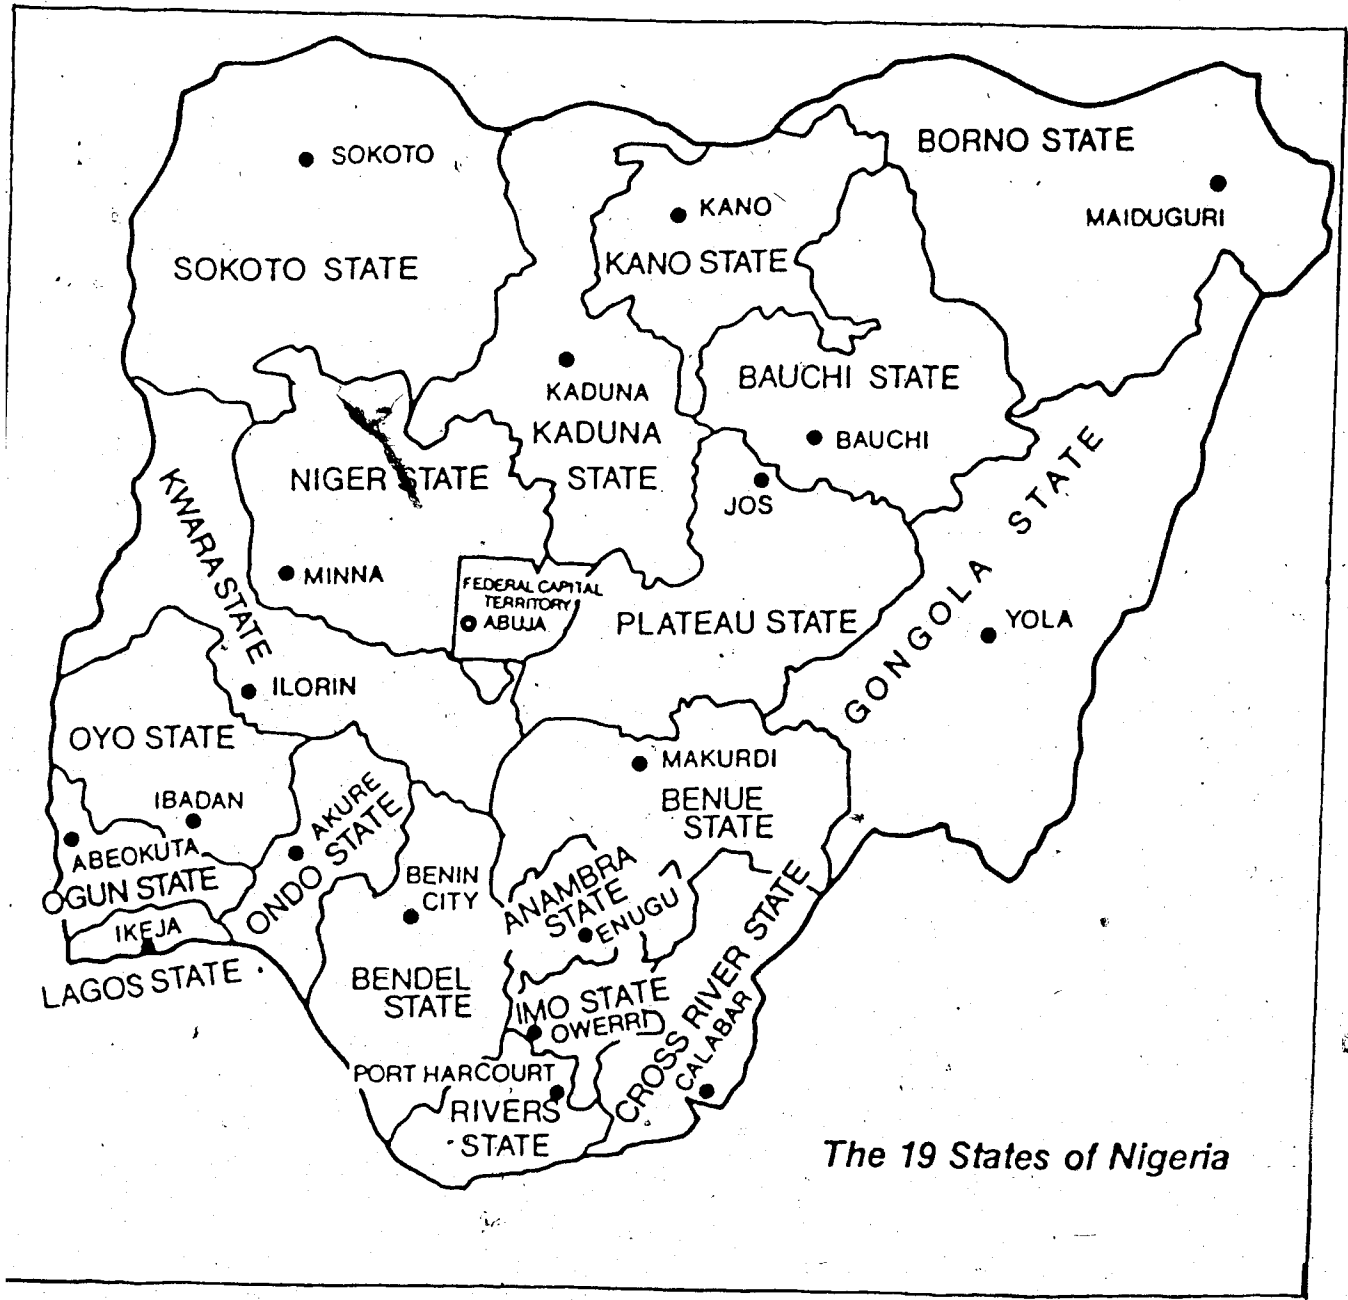 SOKOTO
SOKOTO STATE
KANO
KANO STATE
BORNO STATE
MAIDUGURI
KADUNA
KADUNA
STATE
BAUCHI STATE
BAUCHI
NIGER STATE
MINNA
JOS
KWARA STATE
ILORIN
FEDERAL CAPITAL
TERRITORY
ABUJA
PLATEAU STATE
GONGOLA STATE
YOLA
OYO STATE
IBADAN
MAKURDI
BENUE
STATE
ABEOKUTA
OGUN STATE
AKURE
ONDO STATE
IKEJA
LAGOS STATE
BENIN
CITY
BENDEL
STATE
ANAMBRA
STATE
ENUGU
IMO STATE
OWERRI
CROSS RIVER STATE
CALABAR
PORT HARCOURT
RIVERS
STATE
The 19 States of Nigeria